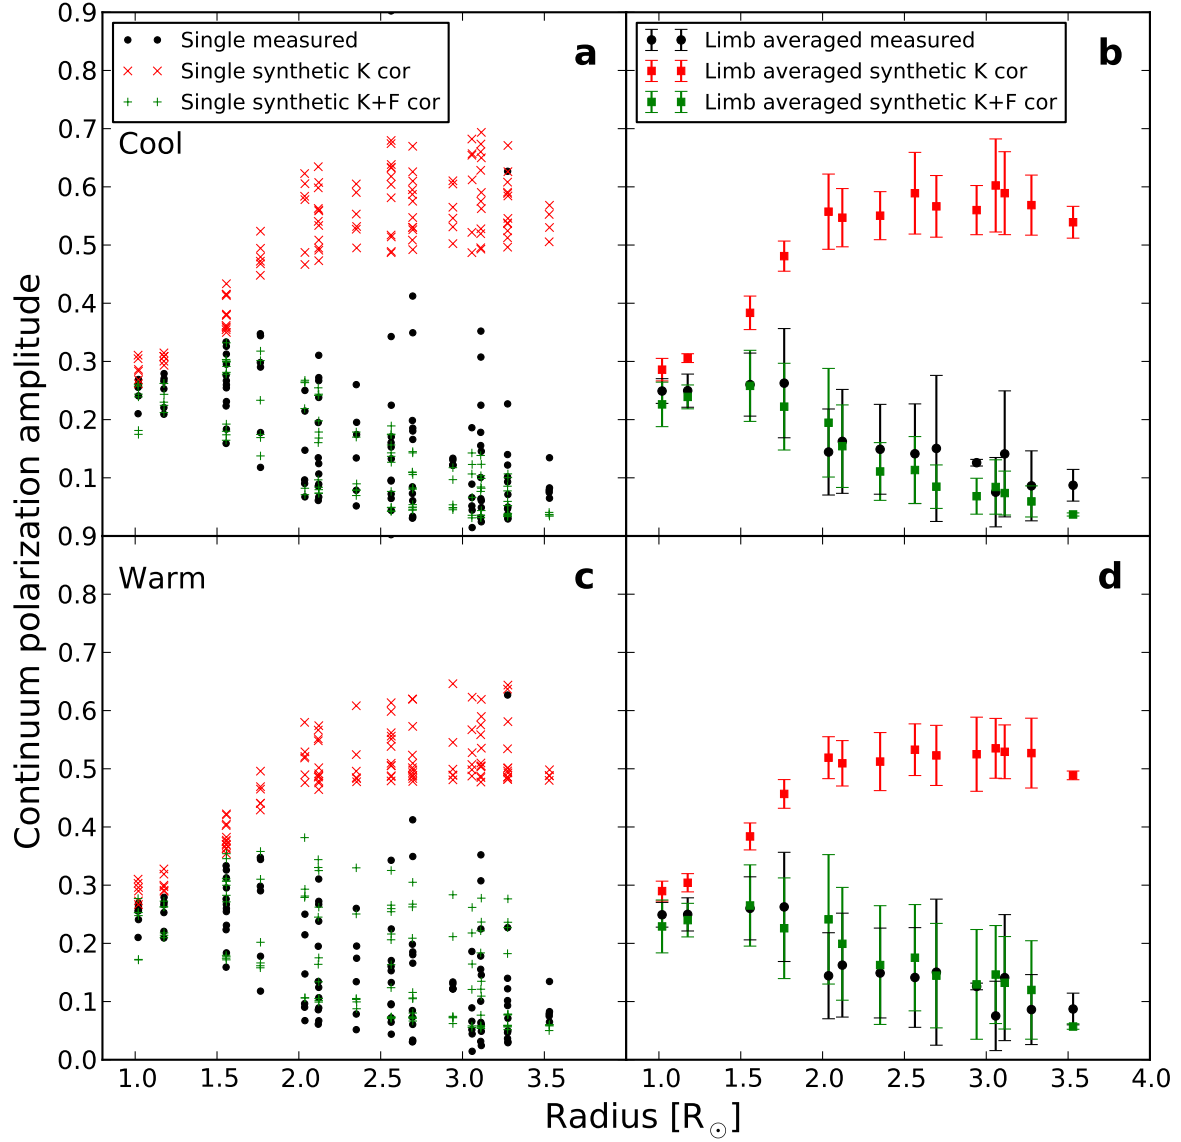 0.9
0.8
0.7
0.6
0.5
0.4
0.3
0.2
0.1
0.9
Single measured
Single synthetic K cor
Single synthetic K+F cor
a
Cool
Limb averaged measured
Limb averaged synthetic K cor
Limb averaged synthetic K+F cor
b
Continuum polarization amplitude
0.8
0.7
0.6
0.5
0.4
0.3
0.2
0.1
0.0
Warm
c
d
1.0 1.5 2.0 2.5 3.0 3.5
1.0 1.5 2.0 2.5 3.0 3.5 4.0
Radius [R☉]